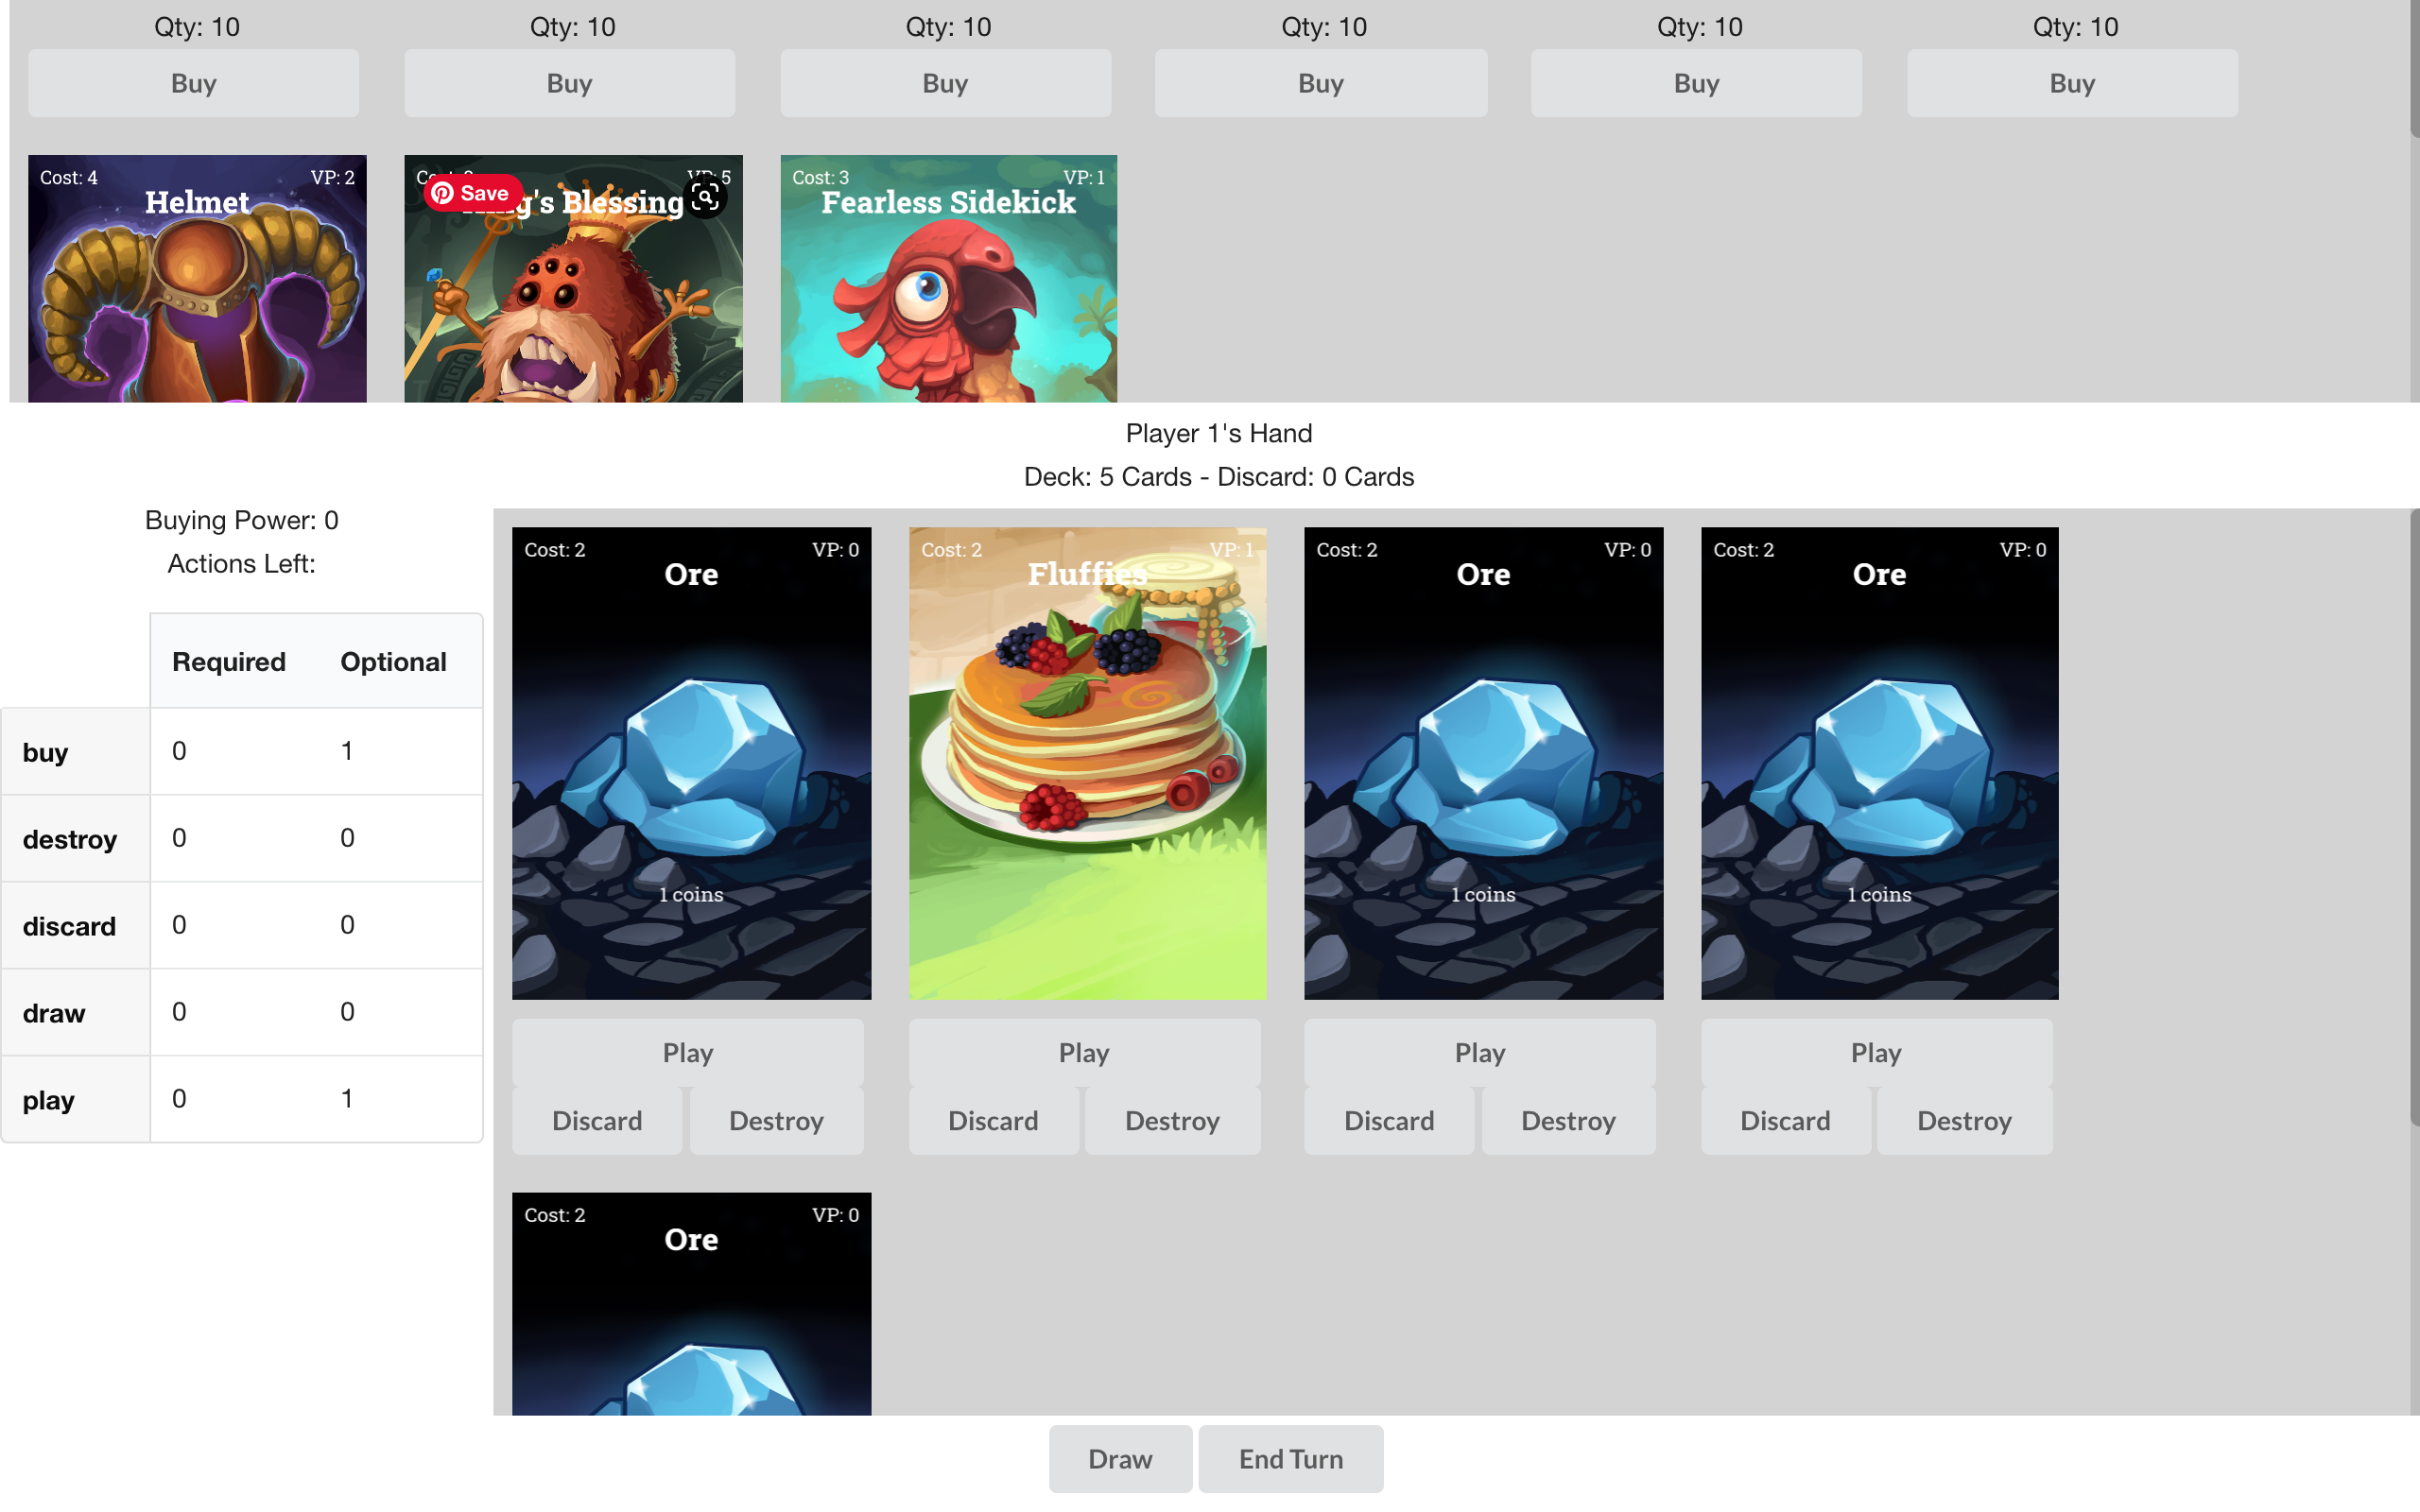 Qty: 10 Qty: 10 Qty: 10 Qty: 10 Qty: 10 Qty: 10
Buy Buy Buy Buy Buy Buy
Cost: 4 VP: 2
Helmet
VP: 5
Save
's Blessing
Cost: 3 VP: 1
Fearless Sidekick
Player 1's Hand
Deck: 5 Cards - Discard: 0 Cards
Buying Power: 0
Actions Left:
Required Optional
buy 0 1
destroy 0 0
discard 0 0
draw 0 0
play 0 1
Cost: 2 VP: 0
Ore
1 coins
Play
Discard Destroy
Cost: 2 VP: 1
Fluffies
Play
Discard Destroy
Cost: 2 VP: 0
Ore
1 coins
Play
Discard Destroy
Cost: 2 VP: 0
Ore
1 coins
Play
Discard Destroy
Cost: 2 VP: 0
Ore
Draw End Turn